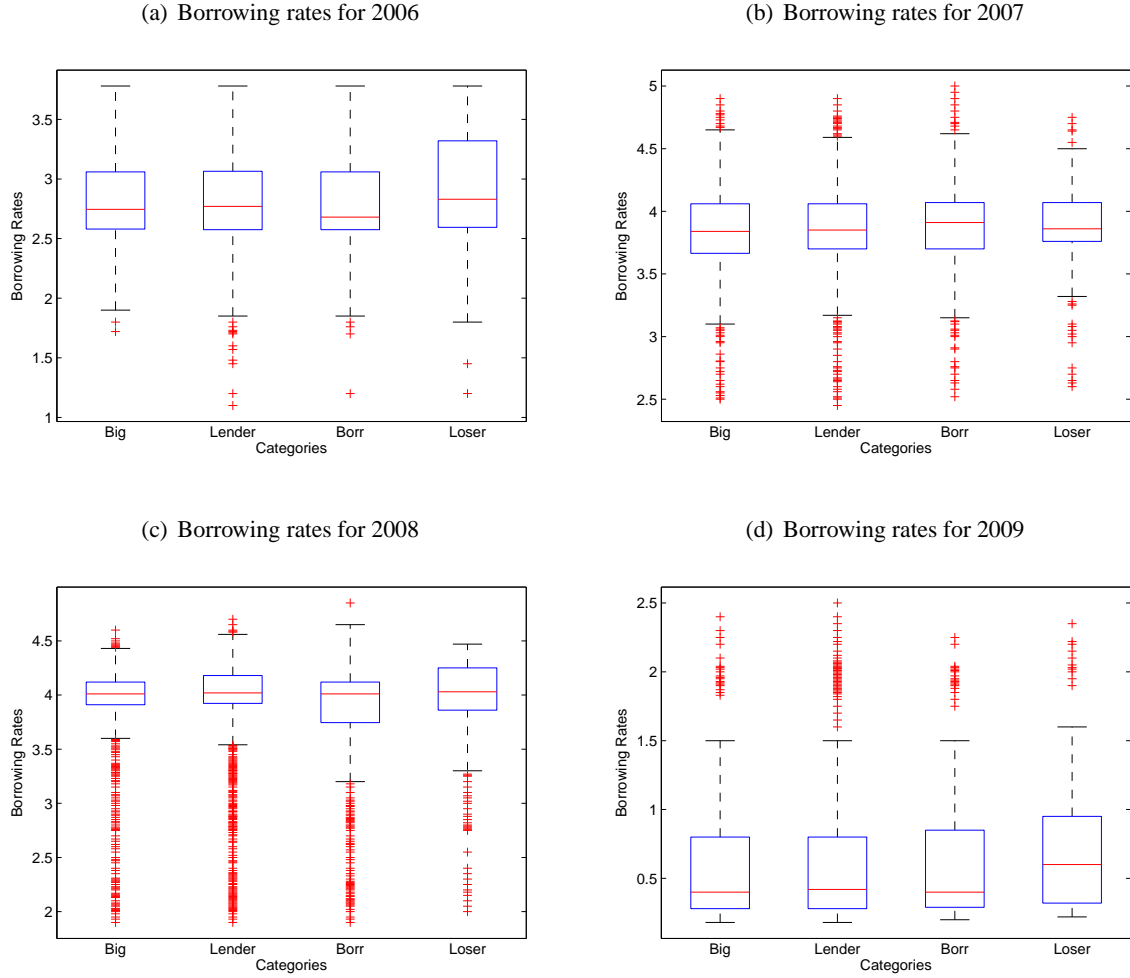 (a) Borrowing rates for 2006
3.5
3
2.5
2
1.5
1
Borrowing Rates
Big Lender Borr Loser
Categories
(b) Borrowing rates for 2007
5
4.5
4
3.5
3
2.5
Borrowing Rates
Big Lender Borr Loser
Categories
(c) Borrowing rates for 2008
4.5
4
3.5
3
2.5
2
Borrowing Rates
Big Lender Borr Loser
Categories
(d) Borrowing rates for 2009
2.5
2
1.5
1
0.5
Borrowing Rates
Big Lender Borr Loser
Categories